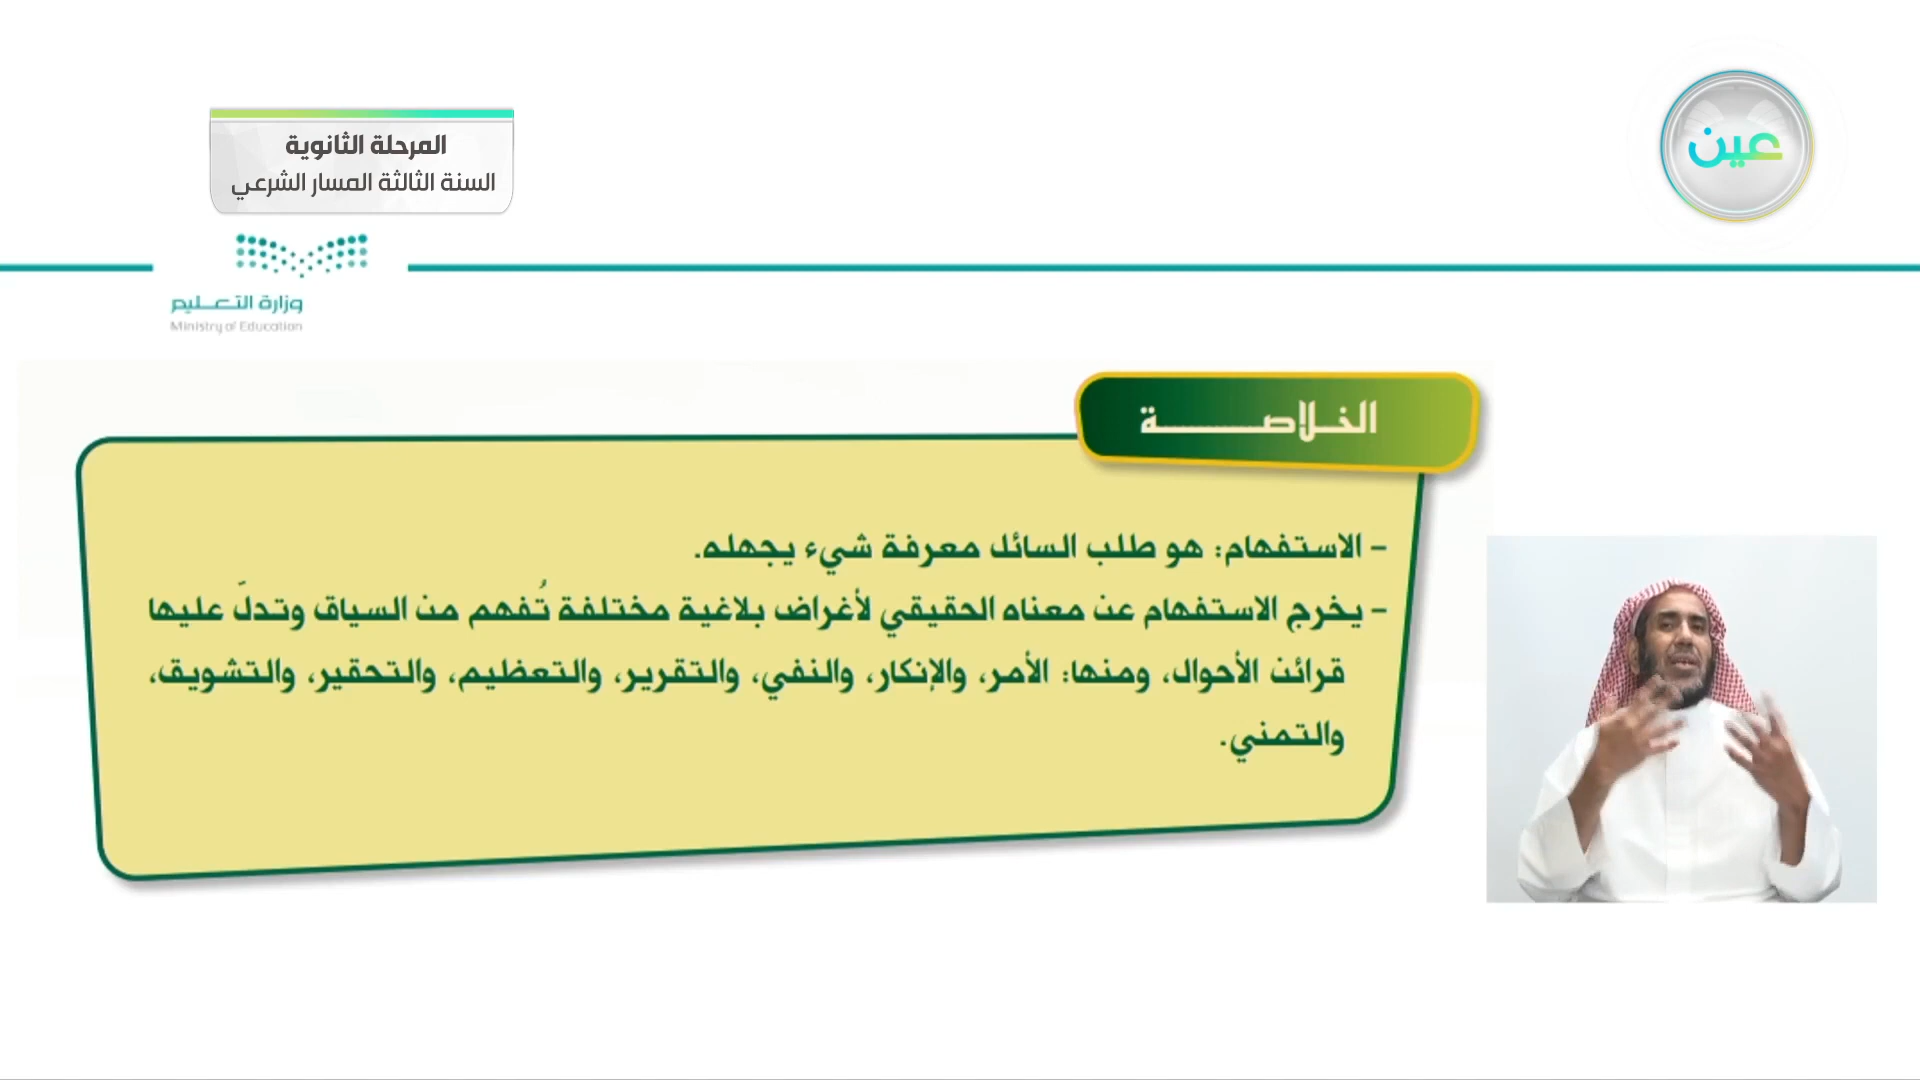 المرحلة الثانوية
السنة الثالثة المسار الشرعي
عين
وزارة التعليم
Ministry of Education
الخلاصة
- الاستفهام: هو طلب السائل معرفة شيء يجهله.
- يخرج الاستفهام عن معناه الحقيقي لأغراض بلاغية مختلفة تُفهم من السياق وتدلَ عليها
قرائن الأحوال، ومنها: الأمر، والإنكار، والنفي، والتقرير، والتعظيم، والتحقير، والتشويق،
والتمني.